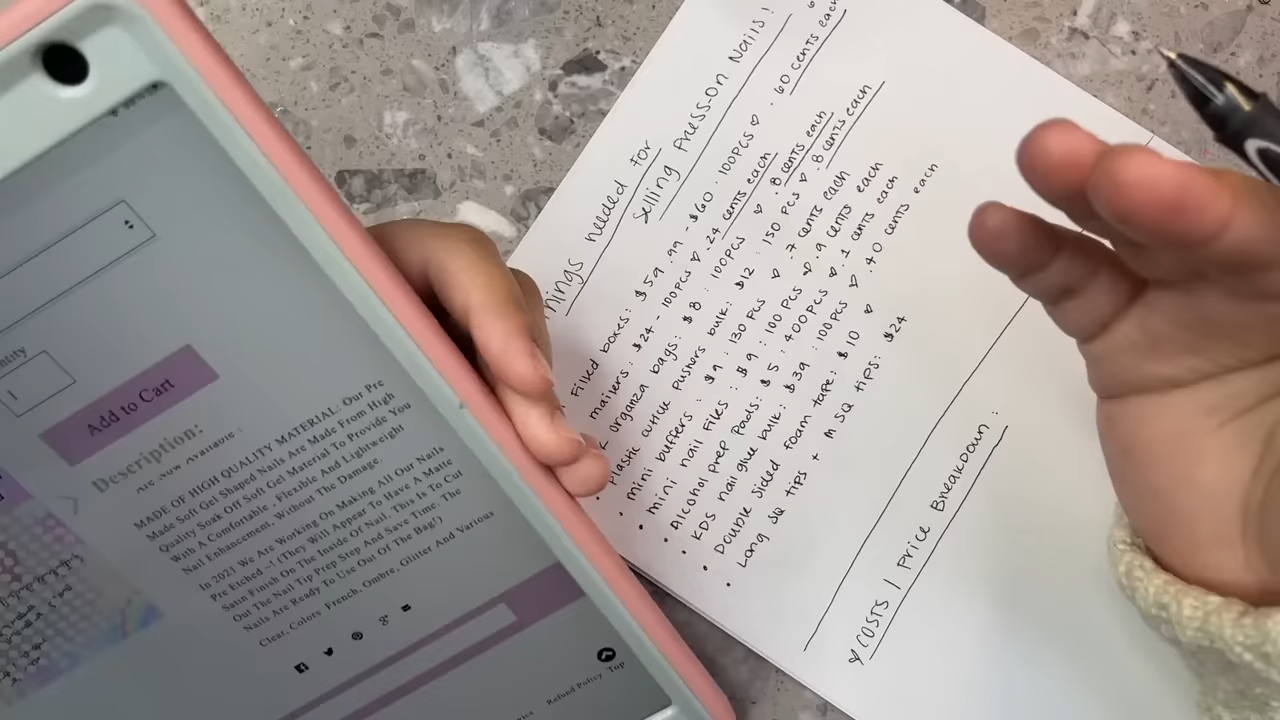 Add to Cart
Description:
Are Now Available!
MADE OF HIGH QUALITY MATERIAL: Our Pre
Made Soft Gel Shaped Nails Are Made From High
Quality Soak Off Soft Gel Material To Provide You
With A Comfortable, Flexible And Lightweight
Nail Enhancement, Without The Damage
In 2021 We Are Working On Making All Our Nails
Pre Etched ~! (They Will Appear To Have A Matte
Satin Finish On The Inside Of Nail. This Is To Cut
Out The Nail Tip Prep Step And Save Time. The
Nails Are Ready To Use Out Of The Bag!)
Clear, Colors French, Ombre, Glitter And Various
Refund Policy
Top
needed for
Selling Press-On Nails!
Filled boxes: $59.99 - $60 . 100PCS ♡ . 60 cents each
mailers: $24 - 100PCS ♡ .24 cents each
organza bags: $8 : 100PCS ♡ .8 cents each
Plastic cuticle pushers bulk: $12 : 150 PCS ♡ .8 cents each
• mini buffers: $9 : 130 PCS ♡ .7 cents each
• mini nail files: $9 : 100 PCS ♡ .9 cents each
• Alcohol prep Pads: $5 : 400PCS ♡ .1 cents each
• KDS nail glue bulk: $39 : 100PCS ♡ .40 cents each
• Double sided foam tape: $10 ♡
• Long SQ tips + M SQ tips: $24
♡ COSTS / Price Breakdown: